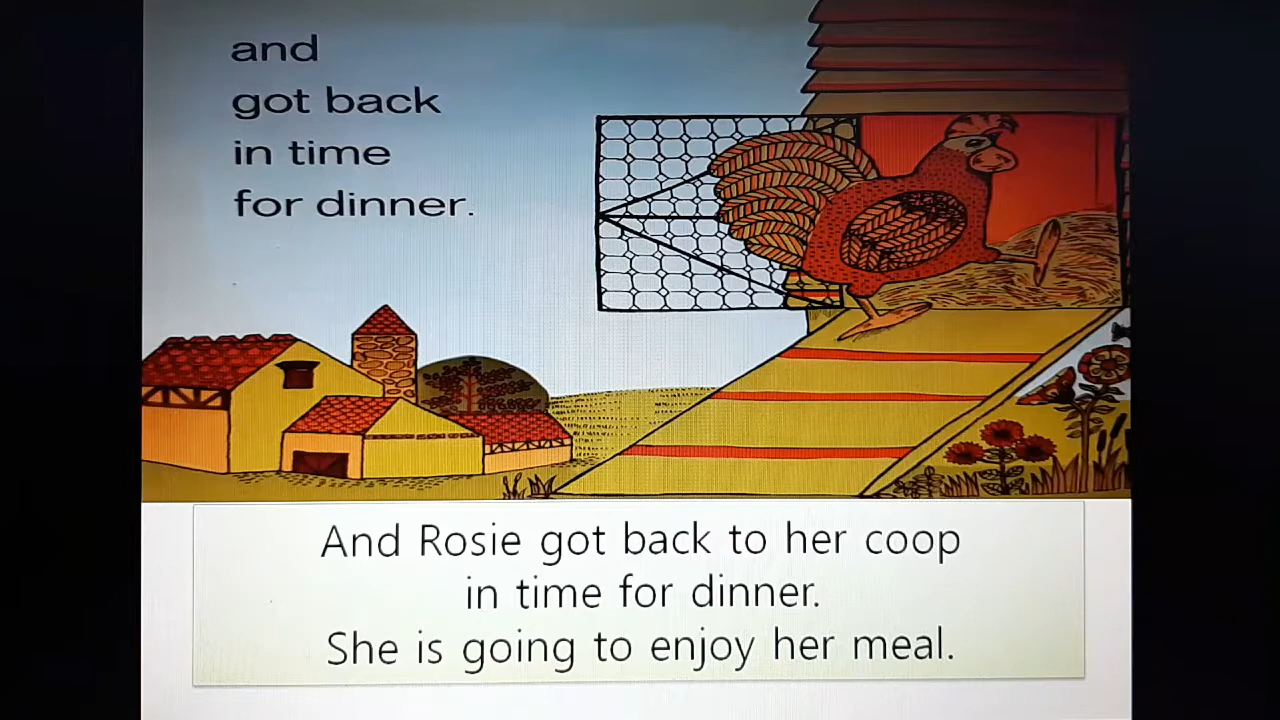 and
got back
in time
for dinner.
And Rosie got back to her coop
in time for dinner.
She is going to enjoy her meal.